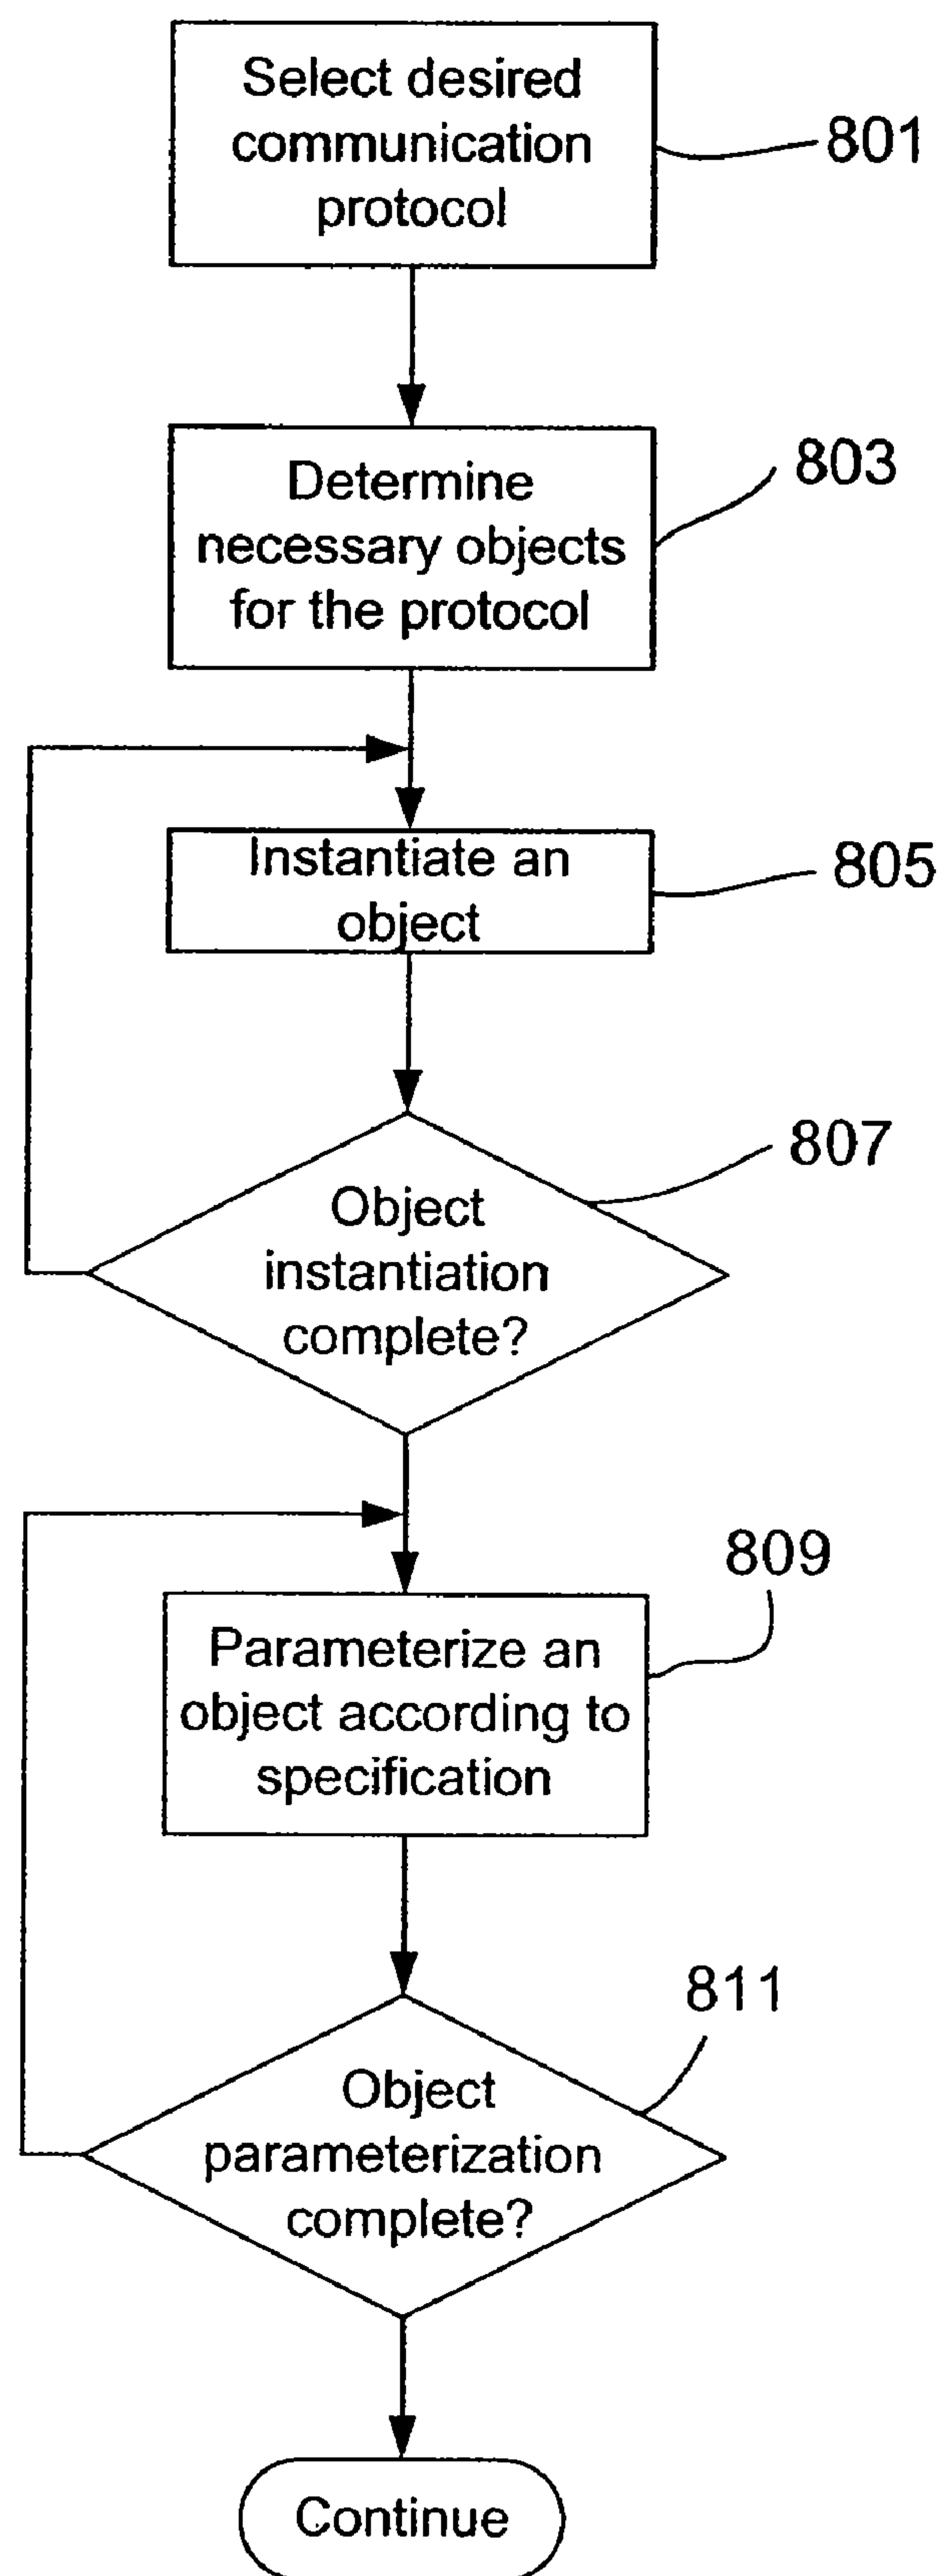 Select desired
communication
protocol
801
Determine
necessary objects
for the protocol
803
Instantiate an
object
805
Object
instantiation
complete?
807
Parameterize an
object according to
specification
809
Object
parameterization
complete?
811
Continue